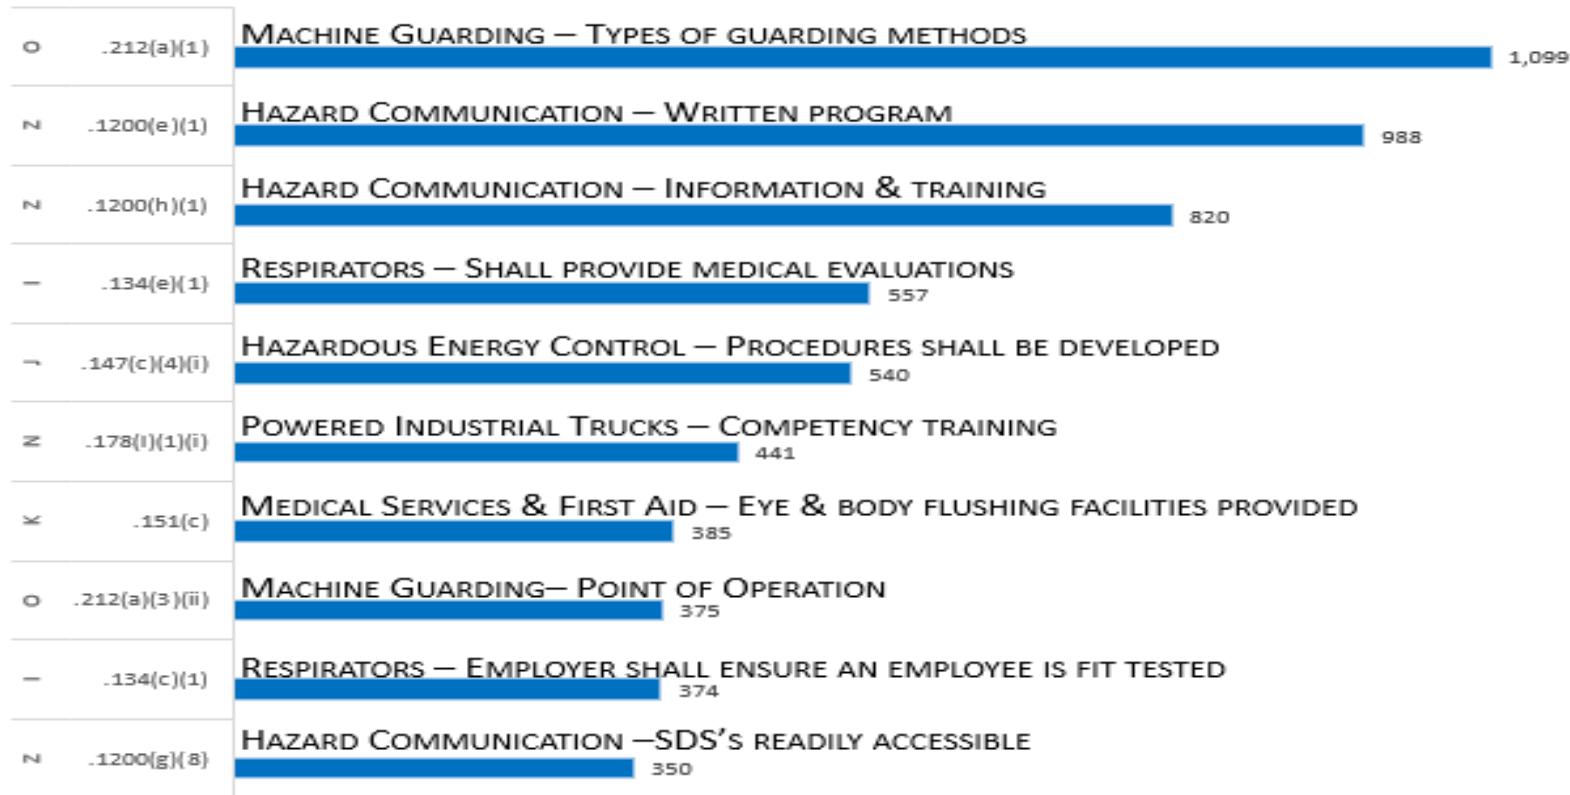 O .212(a)(1) MACHINE GUARDING – TYPES OF GUARDING METHODS 1,099
Z .1200(e)(1) HAZARD COMMUNICATION – WRITTEN PROGRAM 988
Z .1200(h)(1) HAZARD COMMUNICATION – INFORMATION & TRAINING 820
I .134(e)(1) RESPIRATORS – SHALL PROVIDE MEDICAL EVALUATIONS 557
J .147(c)(4)(i) HAZARDOUS ENERGY CONTROL – PROCEDURES SHALL BE DEVELOPED 540
N .178(l)(1)(i) POWERED INDUSTRIAL TRUCKS – COMPETENCY TRAINING 441
K .151(c) MEDICAL SERVICES & FIRST AID – EYE & BODY FLUSHING FACILITIES PROVIDED 385
O .212(a)(3)(ii) MACHINE GUARDING– POINT OF OPERATION 375
I .134(c)(1) RESPIRATORS – EMPLOYER SHALL ENSURE AN EMPLOYEE IS FIT TESTED 374
Z .1200(g)(8) HAZARD COMMUNICATION –SDS'S READILY ACCESSIBLE 350